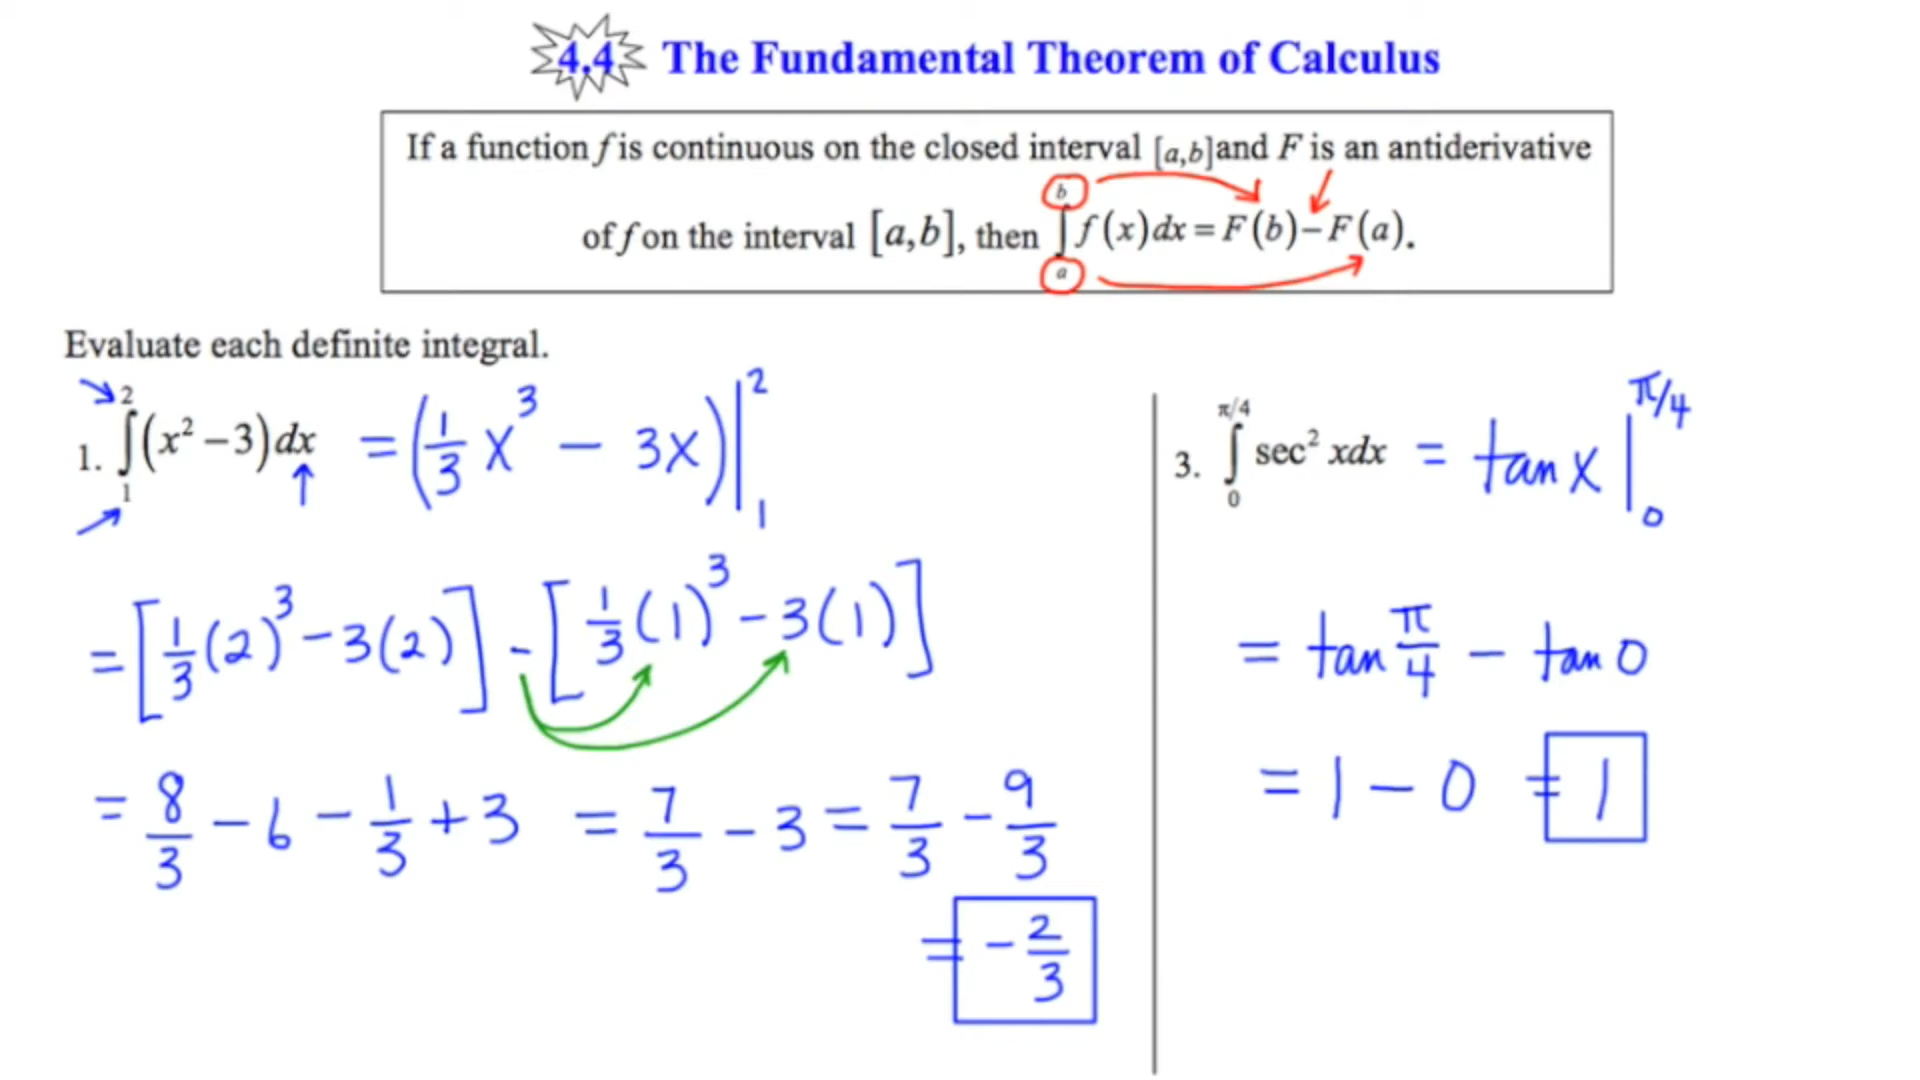 4.4 The Fundamental Theorem of Calculus
If a function f is continuous on the closed interval [a,b] and F is an antiderivative
of f on the interval [a,b], then ∫_a^b f(x)dx = F(b) − F(a).
Evaluate each definite integral.
1. ∫_1^2 (x² − 3)dx = (1/3 x³ − 3x)|_1^2
= [1/3 (2)³ − 3(2)] − [1/3 (1)³ − 3(1)]
= 8/3 − 6 − 1/3 + 3 = 7/3 − 3 = 7/3 − 9/3
= −2/3
3. ∫_0^{π/4} sec² xdx = tan x|_0^{π/4}
= tan π/4 − tan 0
= 1 − 0 = 1